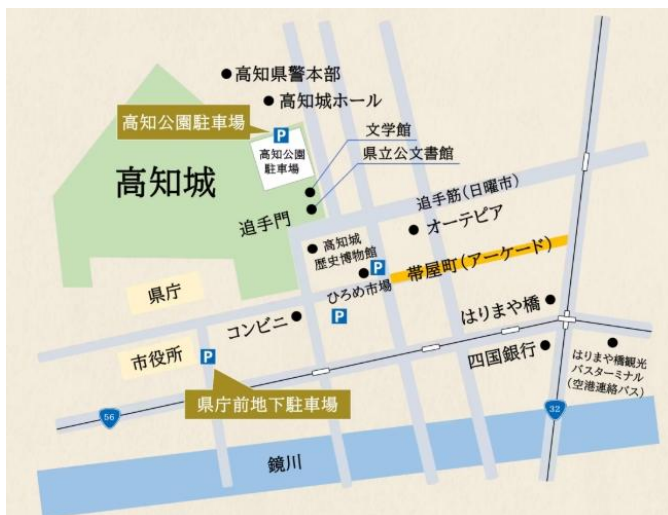 高知県警本部
高知城ホール
高知公園駐車場
P
高知公園
駐車場
文学館
県立公文書館
高知城
追手門
追手筋(日曜市)
オーテピア
高知城
歴史博物館
P
ひろめ市場
帯屋町(アーケード)
県庁
コンビニ
P
はりまや橋
市役所
P
四国銀行
はりまや橋観光
バスターミナル
(空港連絡バス)
県庁前地下駐車場
56
32
鏡川